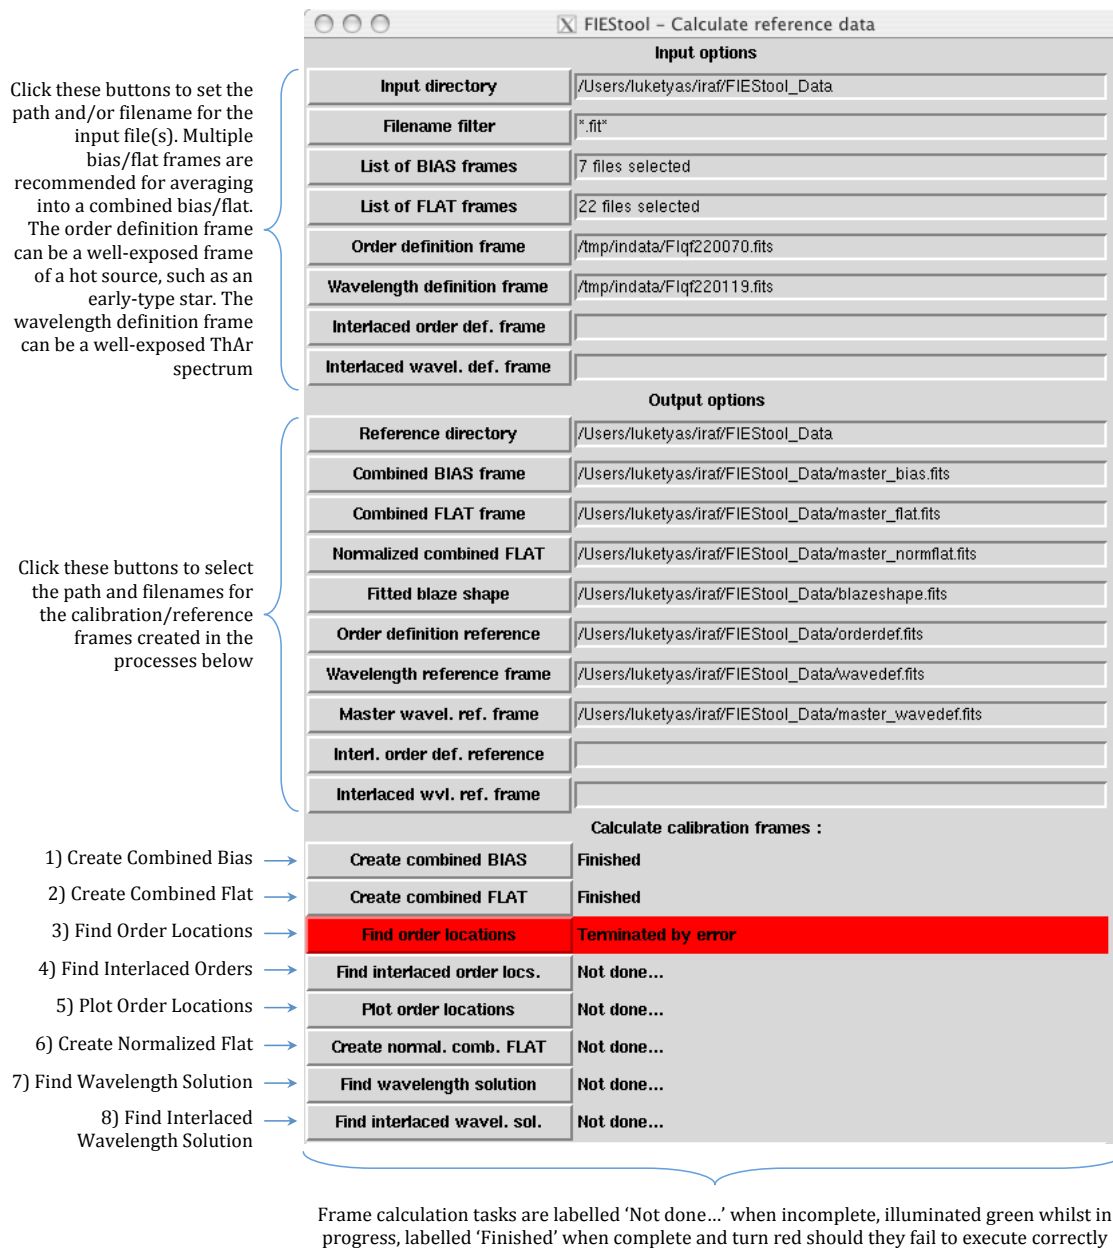 FIEStool - Calculate reference data
Input options
Click these buttons to set the
path and/or filename for the
input file(s). Multiple
bias/flat frames are
recommended for averaging
into a combined bias/flat.
The order definition frame
can be a well-exposed frame
of a hot source, such as an
early-type star. The
wavelength definition frame
can be a well-exposed ThAr
spectrum
Input directory /Users/luketyas/iraf/FIEStool_Data
Filename filter *.fit*
List of BIAS frames 7 files selected
List of FLAT frames 22 files selected
Order definition frame /tmp/indata/FIqf220070.fits
Wavelength definition frame /tmp/indata/FIqf220119.fits
Interlaced order def. frame
Interlaced wavel. def. frame
Output options
Click these buttons to select
the path and filenames for
the calibration/reference
frames created in the
processes below
Reference directory /Users/luketyas/iraf/FIEStool_Data
Combined BIAS frame /Users/luketyas/iraf/FIEStool_Data/master_bias.fits
Combined FLAT frame /Users/luketyas/iraf/FIEStool_Data/master_flat.fits
Normalized combined FLAT /Users/luketyas/iraf/FIEStool_Data/master_normflat.fits
Fitted blaze shape /Users/luketyas/iraf/FIEStool_Data/blazeshape.fits
Order definition reference /Users/luketyas/iraf/FIEStool_Data/orderdef.fits
Wavelength reference frame /Users/luketyas/iraf/FIEStool_Data/wavedef.fits
Master wavel. ref. frame /Users/luketyas/iraf/FIEStool_Data/master_wavedef.fits
Interl. order def. reference
Interlaced wvl. ref. frame
Calculate calibration frames :
1) Create Combined Bias Create combined BIAS Finished
2) Create Combined Flat Create combined FLAT Finished
3) Find Order Locations Find order locations Terminated by error
4) Find Interlaced Orders Find interlaced order locs. Not done...
5) Plot Order Locations Plot order locations Not done...
6) Create Normalized Flat Create normal. comb. FLAT Not done...
7) Find Wavelength Solution Find wavelength solution Not done...
8) Find Interlaced
Wavelength Solution
Find interlaced wavel. sol. Not done...
Frame calculation tasks are labelled ‘Not done…’ when incomplete, illuminated green whilst in
progress, labelled ‘Finished’ when complete and turn red should they fail to execute correctly